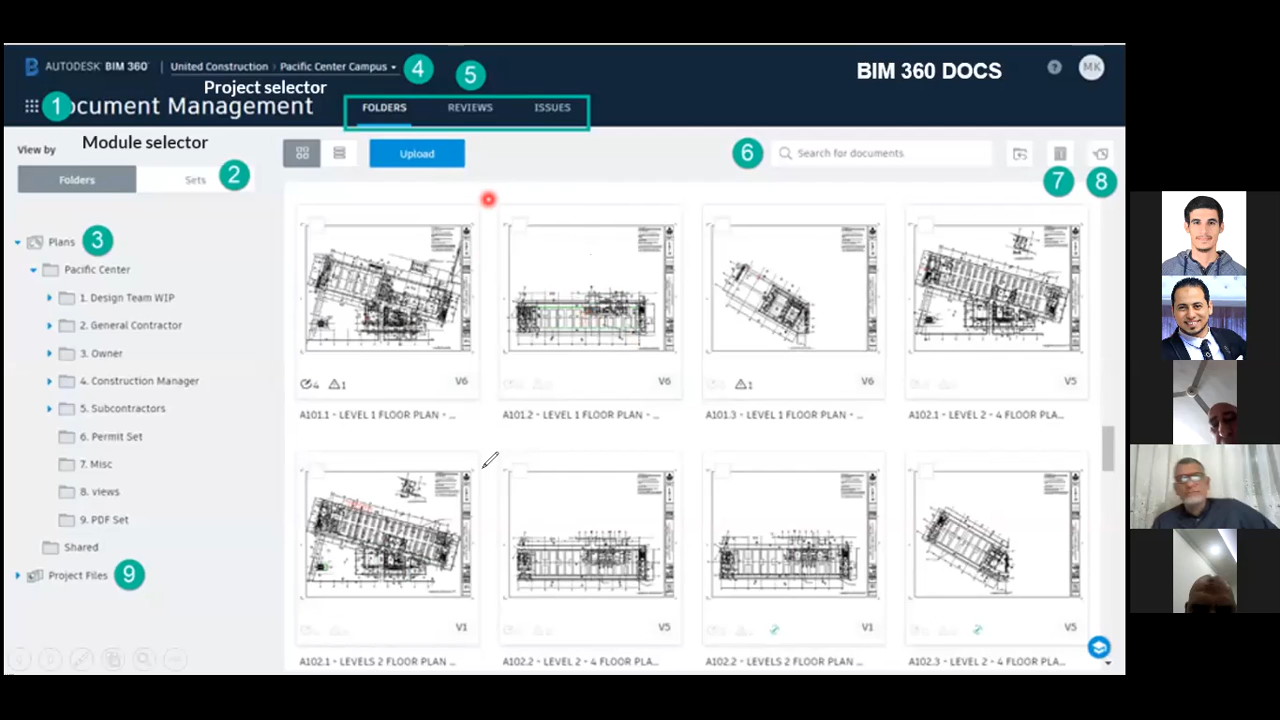 AUTODESK® BIM 360® United Construction › Pacific Center Campus 4 5 BIM 360 DOCS ? MK
Project selector
1 ocument Management FOLDERS REVIEWS ISSUES
View by Module selector
Folders Sets 2 Upload 6 Search for documents 7 8
Plans 3
Pacific Center
1. Design Team WIP
2. General Contractor
3. Owner
4. Construction Manager
5. Subcontractors
6. Permit Set
7. Misc
8. views
9. PDF Set
Shared
Project Files 9
4 1 V6
A101.1 - LEVEL 1 FLOOR PLAN - ...
V6
A101.2 - LEVEL 1 FLOOR PLAN - ...
1 V6
A101.3 - LEVEL 1 FLOOR PLAN - ...
V5
A102.1 - LEVEL 2 - 4 FLOOR PLA...
V1
A102.1 - LEVELS 2 FLOOR PLAN ...
V5
A102.2 - LEVEL 2 - 4 FLOOR PLA...
V1
A102.2 - LEVELS 2 FLOOR PLAN ...
V5
A102.3 - LEVEL 2 - 4 FLOOR PLA...